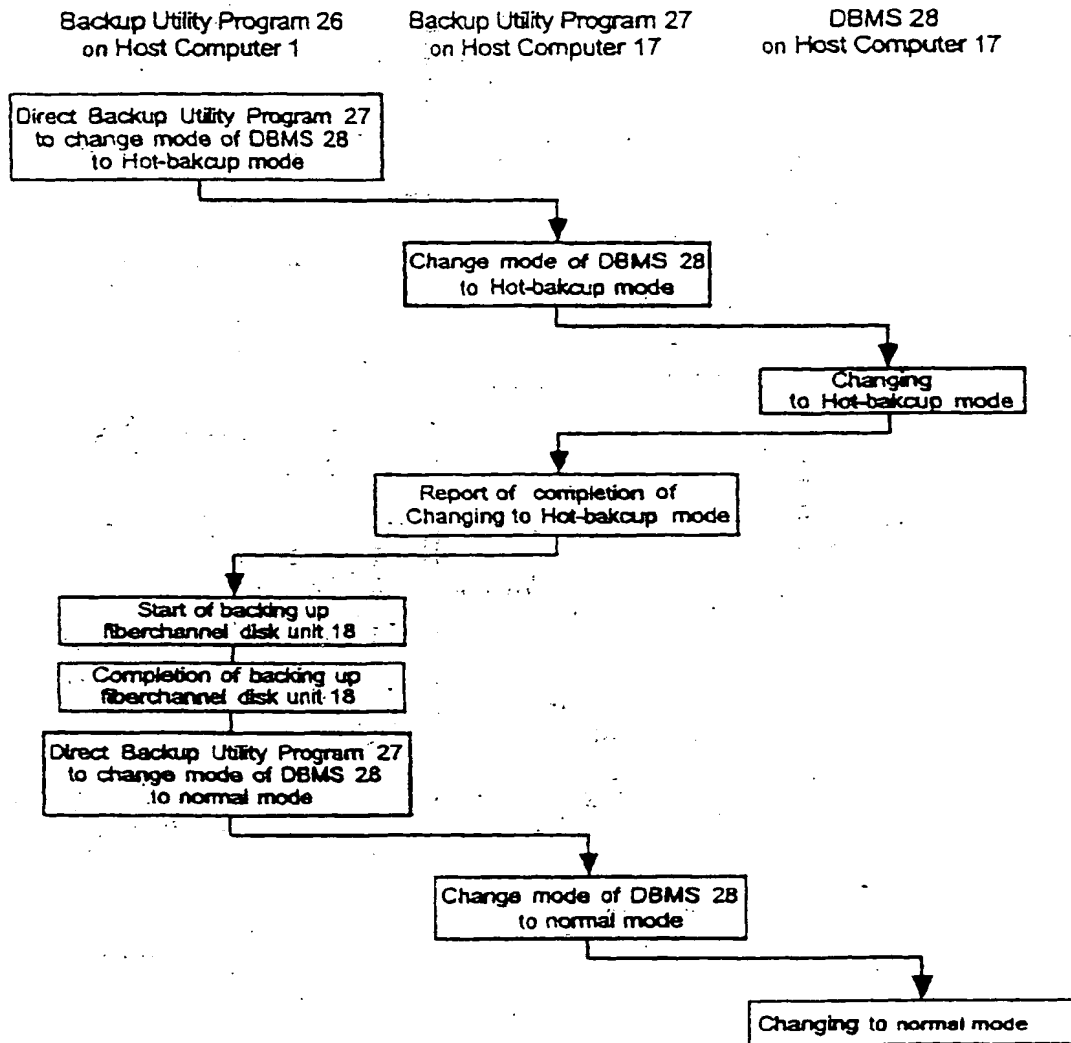 Backup Utility Program 26
on Host Computer 1
Backup Utility Program 27
on Host Computer 17
DBMS 28
on Host Computer 17
Direct Backup Utility Program 27
to change mode of DBMS 28
to Hot-bakcup mode
Change mode of DBMS 28
to Hot-bakcup mode
Changing
to Hot-bakcup mode
Report of completion of
Changing to Hot-bakcup mode
Start of backing up
fiberchannel disk unit 18
Completion of backing up
fiberchannel disk unit 18
Direct Backup Utility Program 27
to change mode of DBMS 28
to normal mode
Change mode of DBMS 28
to normal mode
Changing to normal mode